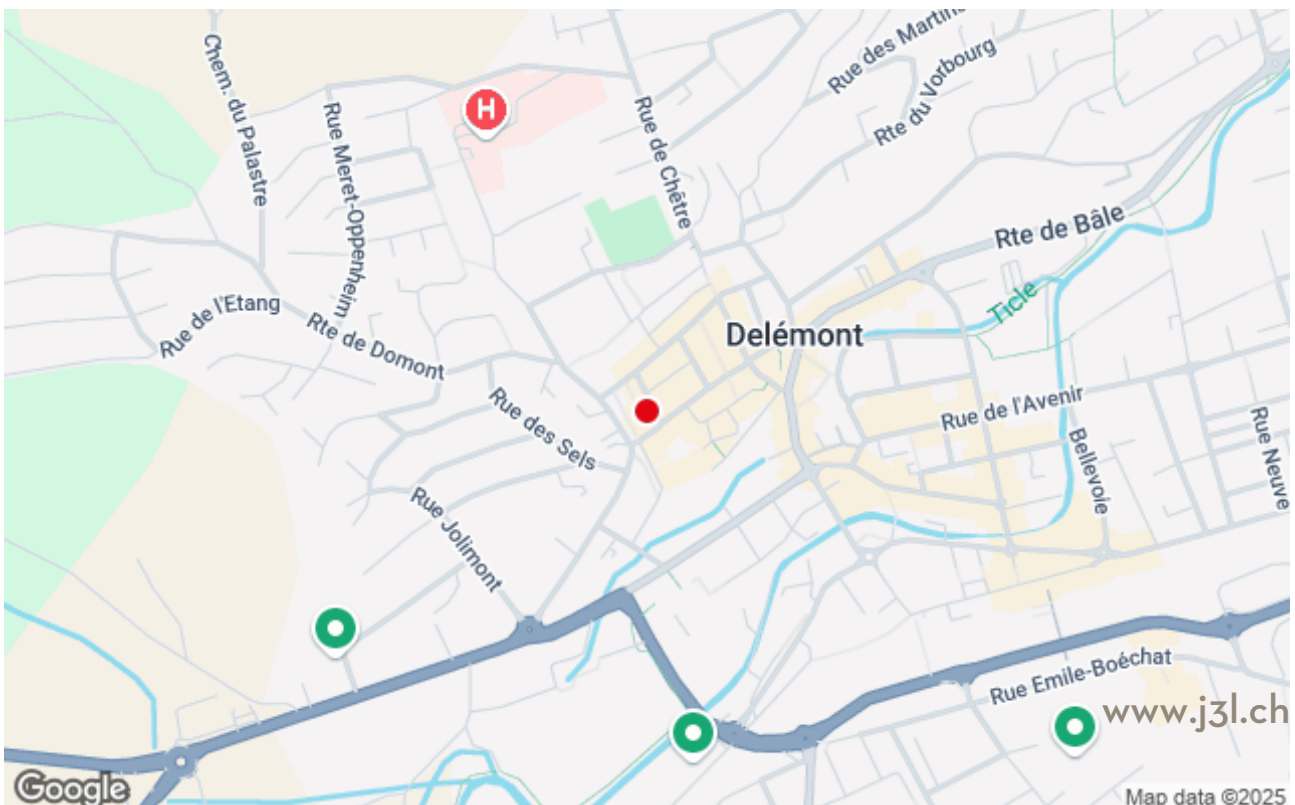 Rue des Martins
Rte du Vorbourg
Chem. du Palastre
H
Rue de Chêtre
Rue Meret-Oppenheim
Rte de Bâle
Ticle
Rue de l'Etang
Rte de Domont
Delémont
Rue de l'Avenir
Rue des Sels
Bellevoie
Rue Neuve
Rue Jolimont
Rue Emile-Boéchat
www.j3l.ch
Google
Map data ©2025